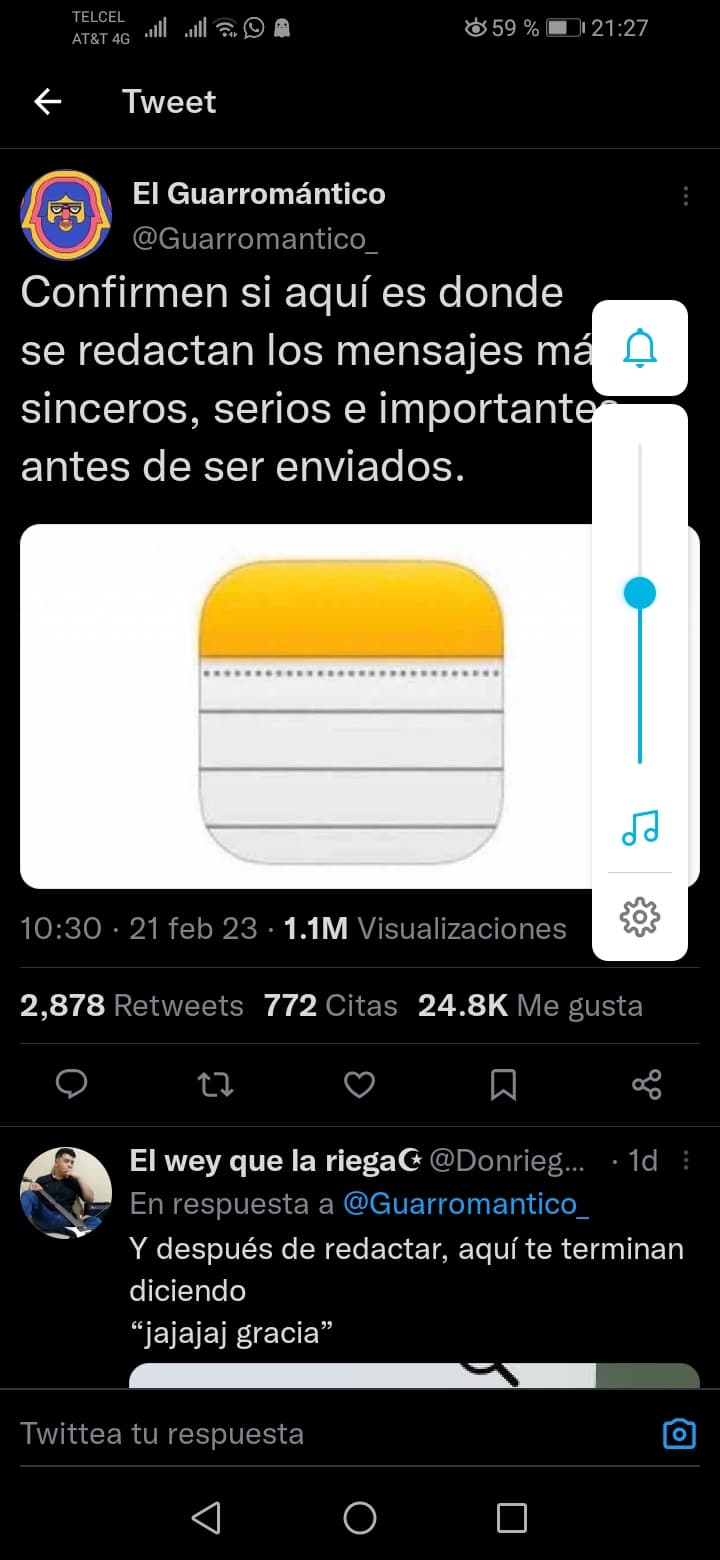 TELCEL
AT&T 4G
59 %
21:27
Tweet
El Guarromántico
@Guarromantico_
Confirmen si aquí es donde
se redactan los mensajes má
sinceros, serios e importantes
antes de ser enviados.
10:30 · 21 feb 23 · 1.1M Visualizaciones
2,878 Retweets 772 Citas 24.8K Me gusta
El wey que la riega☪ @Donrieg... · 1d
En respuesta a @Guarromantico_
Y después de redactar, aquí te terminan
diciendo
“jajajaj gracia”
Twittea tu respuesta